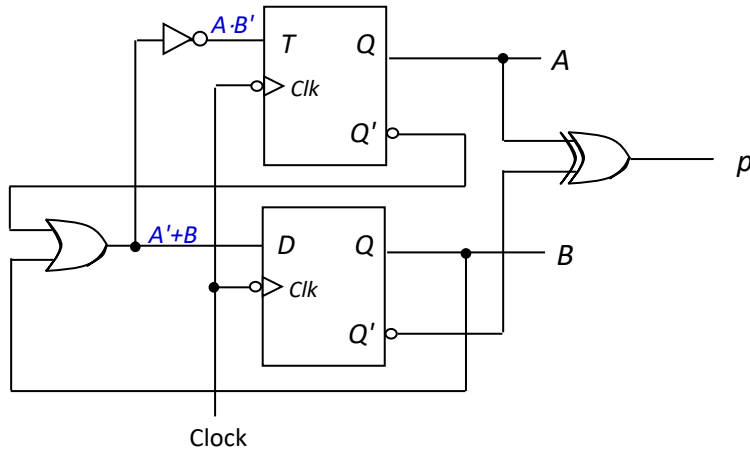 A·B'
T Q A
Clk
Q'
p
A'+B
D Q B
Clk
Q'
Clock